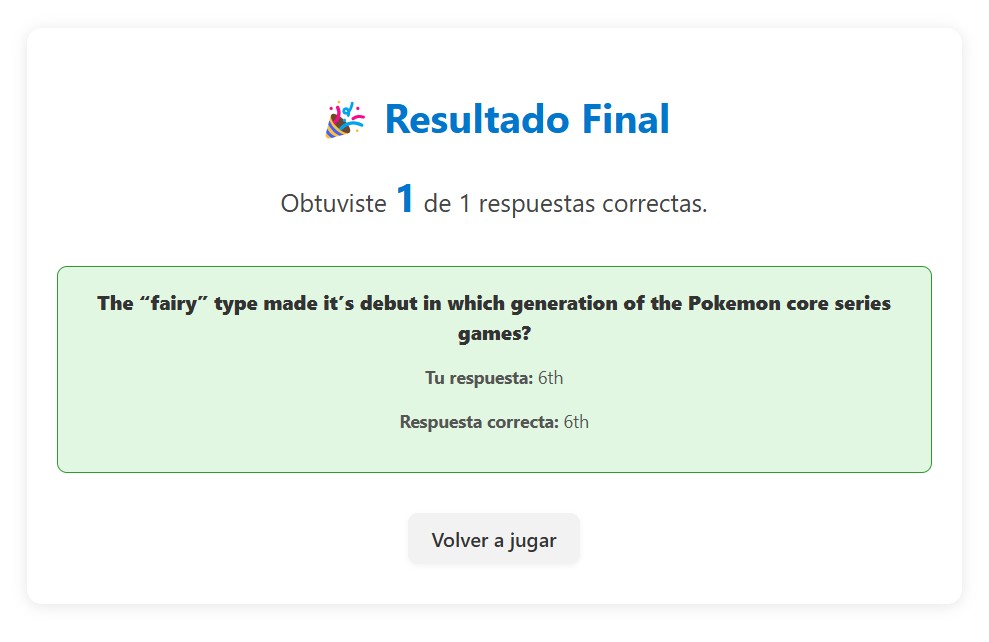 Resultado Final
Obtuviste 1 de 1 respuestas correctas.
The “fairy” type made it’s debut in which generation of the Pokemon core series
games?
Tu respuesta: 6th
Respuesta correcta: 6th
Volver a jugar